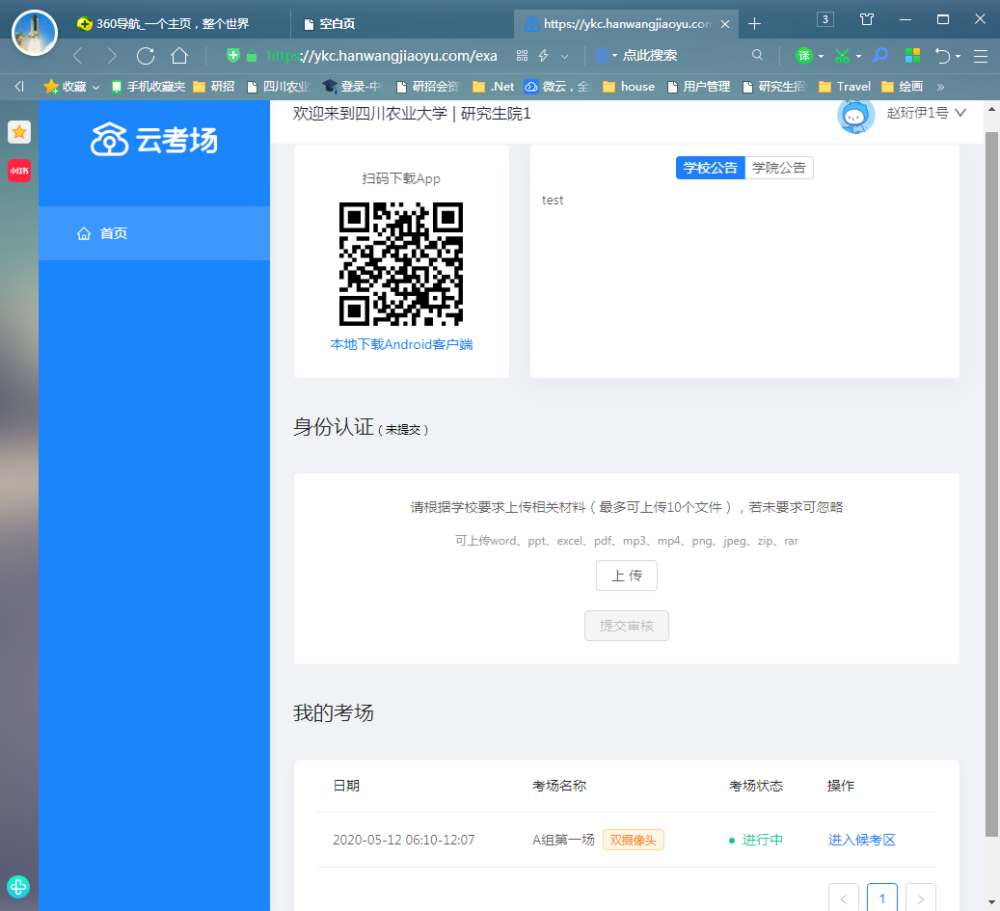 360导航_一个主页，整个世界
空白页
https://ykc.hanwangjiaoyu.com
3
https://ykc.hanwangjiaoyu.com/exa
点此搜索
译
收藏
手机收藏夹
研招
四川农业
登录-中
研招会
.Net
微云，全
house
用户管理
研究生招
Travel
绘画
»
小红书
云考场
首页
欢迎来到四川农业大学 | 研究生院1
赵珩伊1号
扫码下载App
本地下载Android客户端
学校公告 学院公告
test
身份认证（未提交）
请根据学校要求上传相关材料（最多可上传10个文件），若未要求可忽略
可上传word、ppt、excel、pdf、mp3、mp4、png、jpeg、zip、rar
上 传
提交审核
我的考场
日期 考场名称 考场状态 操作
2020-05-12 06:10-12:07 A组第一场 双摄像头 进行中 进入候考区
< 1 >